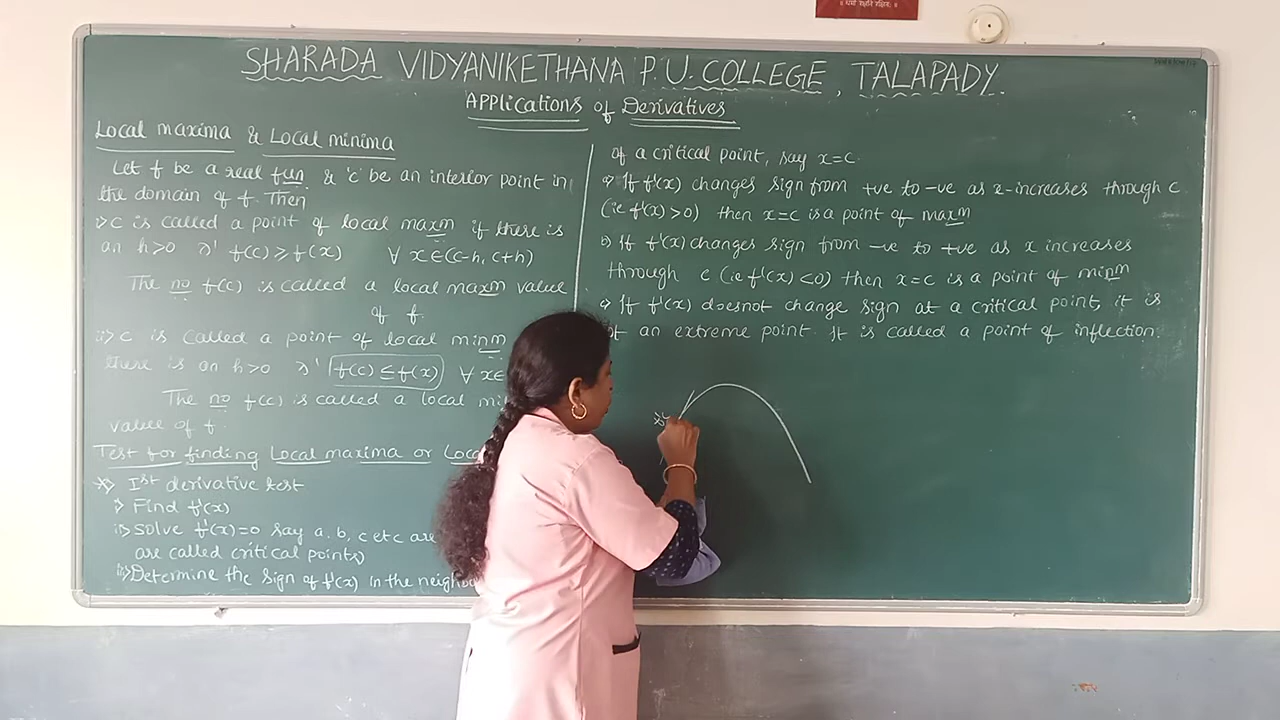 ॥ धर्मो रक्षति रक्षितः ॥
SHARADA VIDYANIKETHANA P.U.COLLEGE, TALAPADY.
APPLICATIONS of DERIVATIVES
Local maxima & Local minima
Let f be a real fun & 'c' be an interior point in
the domain of f. Then
i> c is called a point of local maxm if there is
an h>0 ∋' f(c) ≥ f(x) ∀ x∈(c-h, c+h)
The no f(c) is called a local maxm value
of f.
ii> c is called a point of local minm
there is an h>0 ∋' f(c) ≤ f(x) ∀ x∈
The no f(c) is called a local mi
value of f.
Test for finding Local maxima or Loc
*> Ist derivative test
i> Find f'(x)
ii> Solve f'(x)=0 say a, b, c etc are
are called critical points)
iii> Determine the sign of f'(x) in the neighb
of a critical point, say x=c.
a> If f'(x) changes sign from +ve to -ve as x-increases through c
(ie f'(x) > 0) then x=c is a point of maxm
b> If f'(x) changes sign from -ve to +ve as x increases
through c (ie f'(x) < 0) then x=c is a point of minm
c> If f'(x) doesnot change sign at a critical point, it is
an extreme point. It is called a point of inflection.